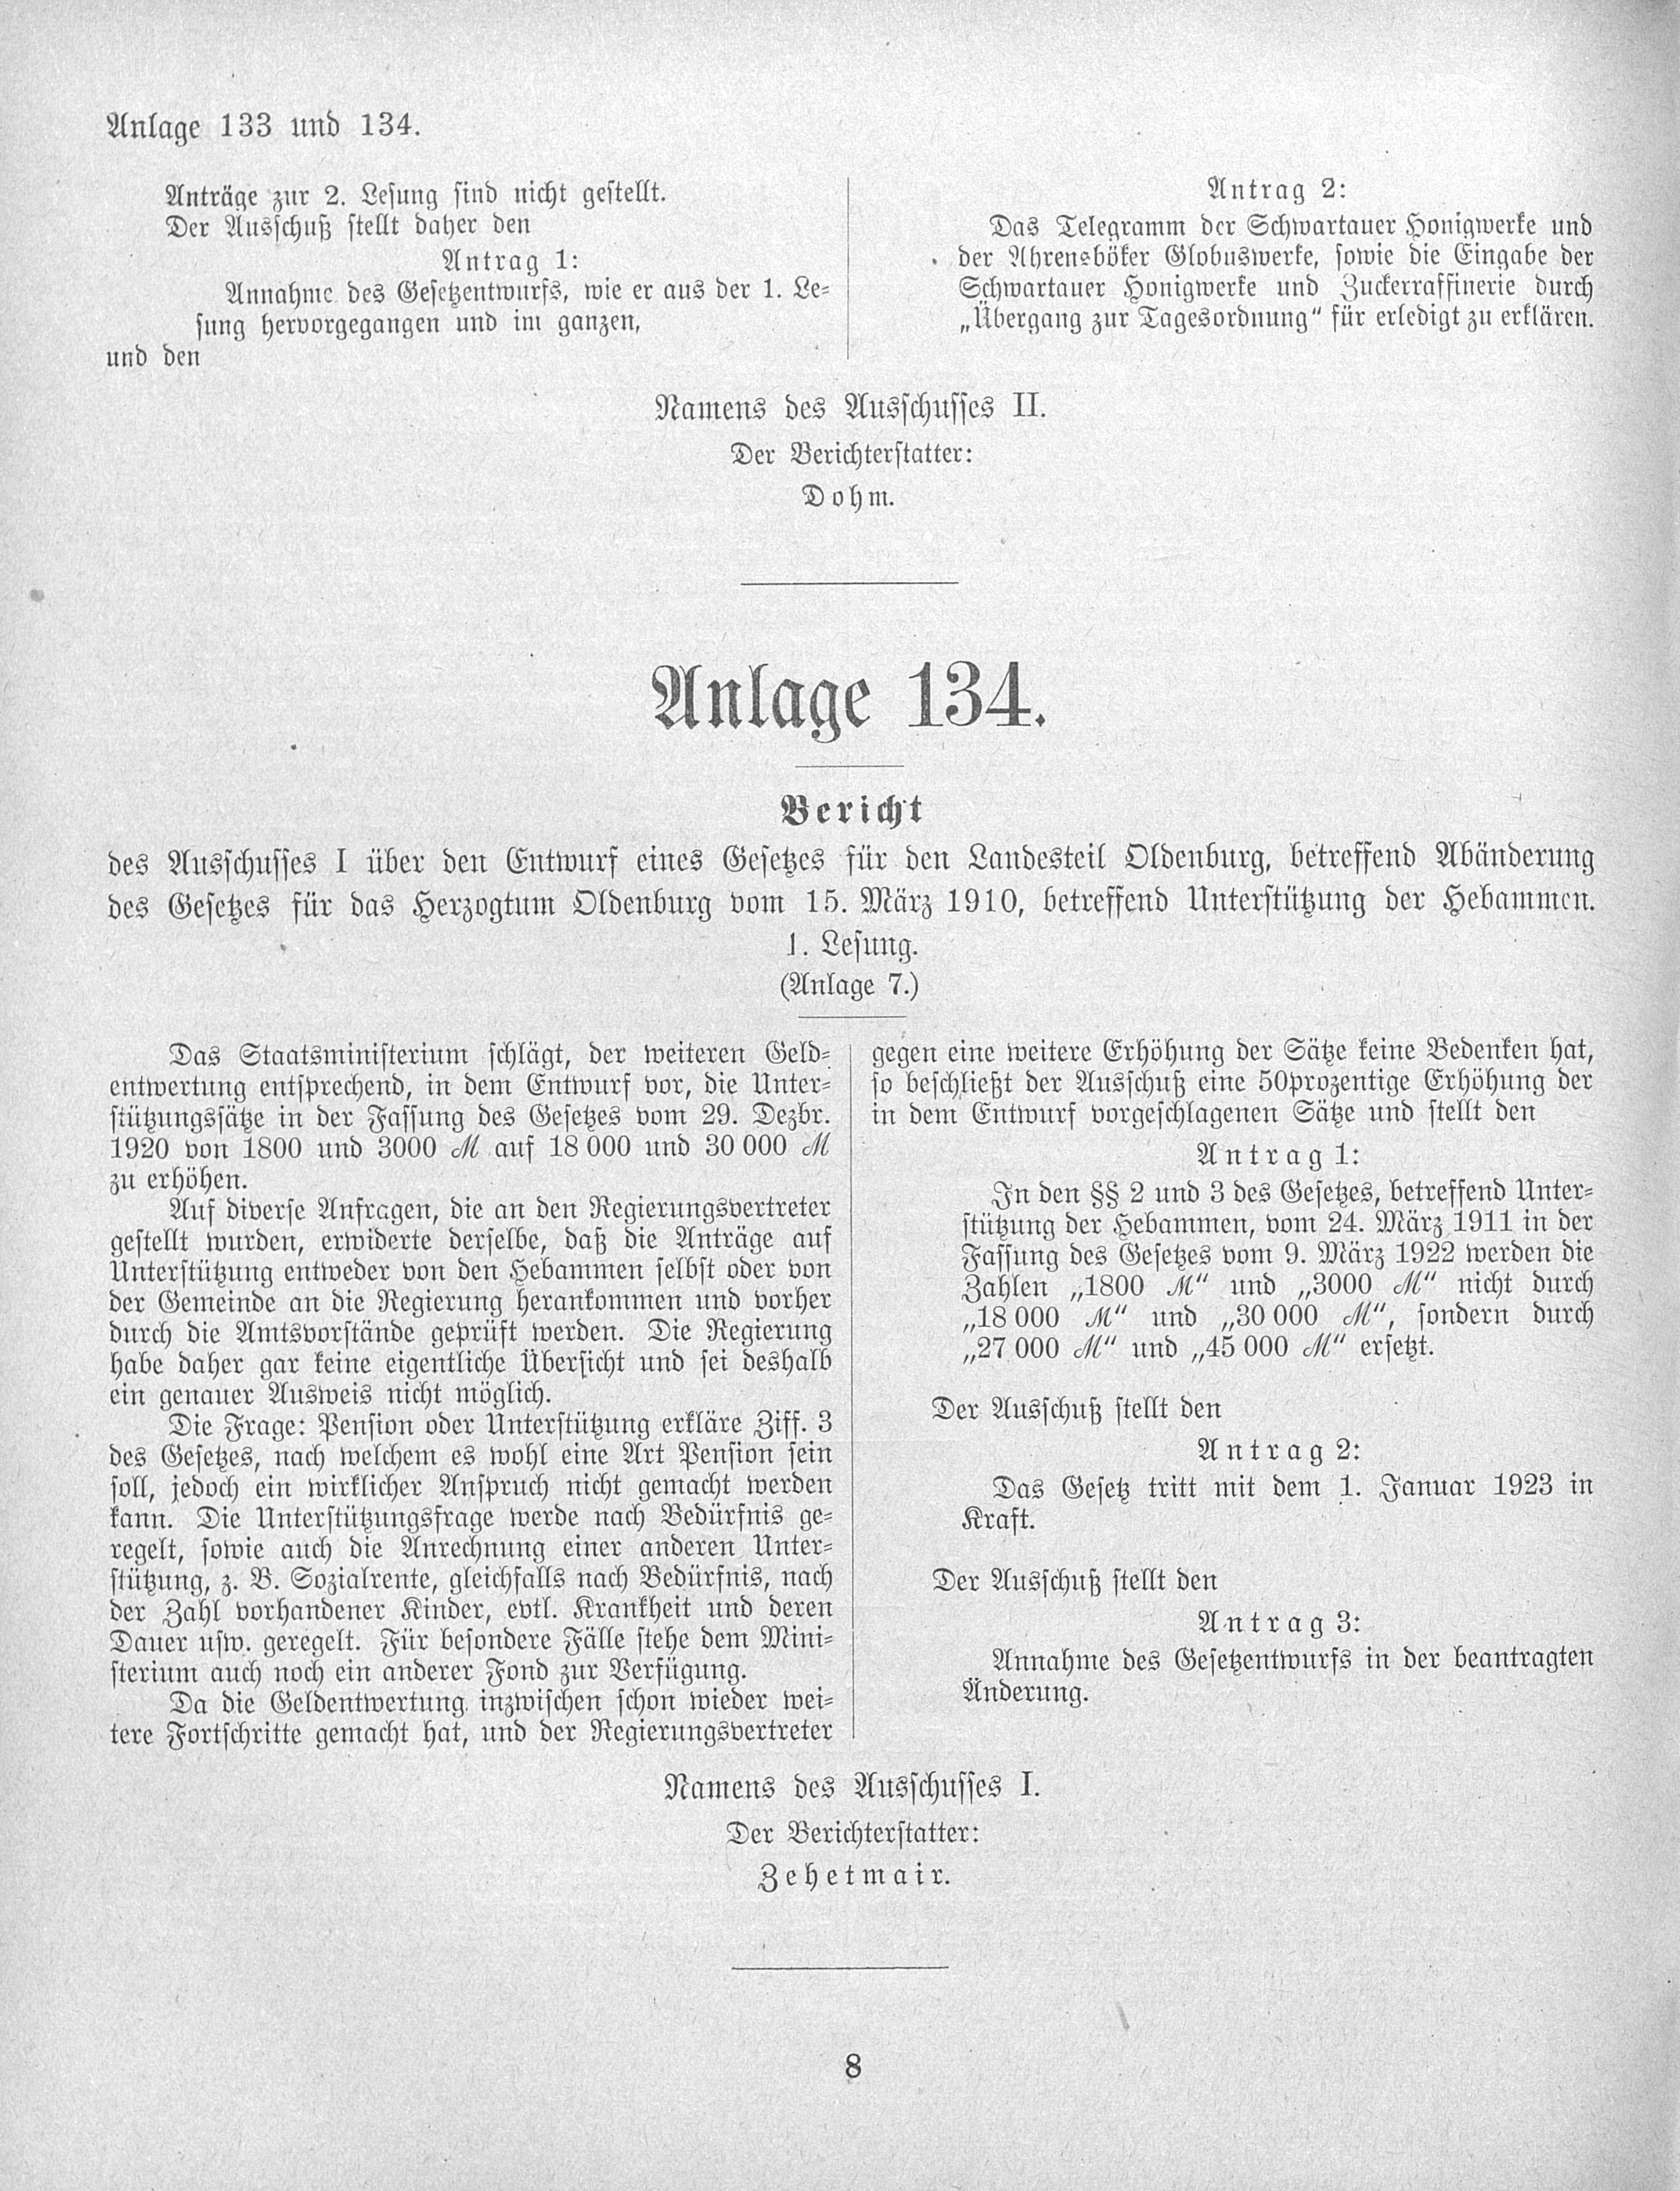 Anlage 133 und 134.
Anträge zur 2. Lesung sind nicht gestellt.
Der Ausschuß stellt daher den
Antrag 1:
Annahme des Gesetzentwurfs, wie er aus der 1. Le-
sung hervorgegangen und im ganzen,
und den
Antrag 2:
Das Telegramm der Schwartauer Honigwerke und
der Ahrensböker Globuswerke, sowie die Eingabe der
Schwartauer Honigwerke und Zuckerraffinerie durch
„Übergang zur Tagesordnung“ für erledigt zu erklären.
Namens des Ausschusses II.
Der Berichterstatter:
Dohm.
Anlage 134.
Bericht
des Ausschusses I über den Entwurf eines Gesetzes für den Landesteil Oldenburg, betreffend Abänderung
des Gesetzes für das Herzogtum Oldenburg vom 15. März 1910, betreffend Unterstützung der Hebammen.
1. Lesung.
(Anlage 7.)
Das Staatsministerium schlägt, der weiteren Geld-
entwertung entsprechend, in dem Entwurf vor, die Unter-
stützungssätze in der Fassung des Gesetzes vom 29. Dezbr.
1920 von 1800 und 3000 ℳ auf 18 000 und 30 000 ℳ
zu erhöhen.
Auf diverse Anfragen, die an den Regierungsvertreter
gestellt wurden, erwiderte derselbe, daß die Anträge auf
Unterstützung entweder von den Hebammen selbst oder von
der Gemeinde an die Regierung herankommen und vorher
durch die Amtsvorstände geprüft werden. Die Regierung
habe daher gar keine eigentliche Übersicht und sei deshalb
ein genauer Ausweis nicht möglich.
Die Frage: Pension oder Unterstützung erkläre Ziff. 3
des Gesetzes, nach welchem es wohl eine Art Pension sein
soll, jedoch ein wirklicher Anspruch nicht gemacht werden
kann. Die Unterstützungsfrage werde nach Bedürfnis ge-
regelt, sowie auch die Anrechnung einer anderen Unter-
stützung, z. B. Sozialrente, gleichfalls nach Bedürfnis, nach
der Zahl vorhandener Kinder, evtl. Krankheit und deren
Dauer usw. geregelt. Für besondere Fälle stehe dem Mini-
sterium auch noch ein anderer Fond zur Verfügung.
Da die Geldentwertung inzwischen schon wieder wei-
tere Fortschritte gemacht hat, und der Regierungsvertreter
gegen eine weitere Erhöhung der Sätze keine Bedenken hat,
so beschließt der Ausschuß eine 50prozentige Erhöhung der
in dem Entwurf vorgeschlagenen Sätze und stellt den
Antrag 1:
In den §§ 2 und 3 des Gesetzes, betreffend Unter-
stützung der Hebammen, vom 24. März 1911 in der
Fassung des Gesetzes vom 9. März 1922 werden die
Zahlen „1800 ℳ“ und „3000 ℳ“ nicht durch
„18 000 ℳ“ und „30 000 ℳ“, sondern durch
„27 000 ℳ“ und „45 000 ℳ“ ersetzt.
Der Ausschuß stellt den
Antrag 2:
Das Gesetz tritt mit dem 1. Januar 1923 in
Kraft.
Der Ausschuß stellt den
Antrag 3:
Annahme des Gesetzentwurfs in der beantragten
Änderung.
Namens des Ausschusses I.
Der Berichterstatter:
Zehetmair.
8